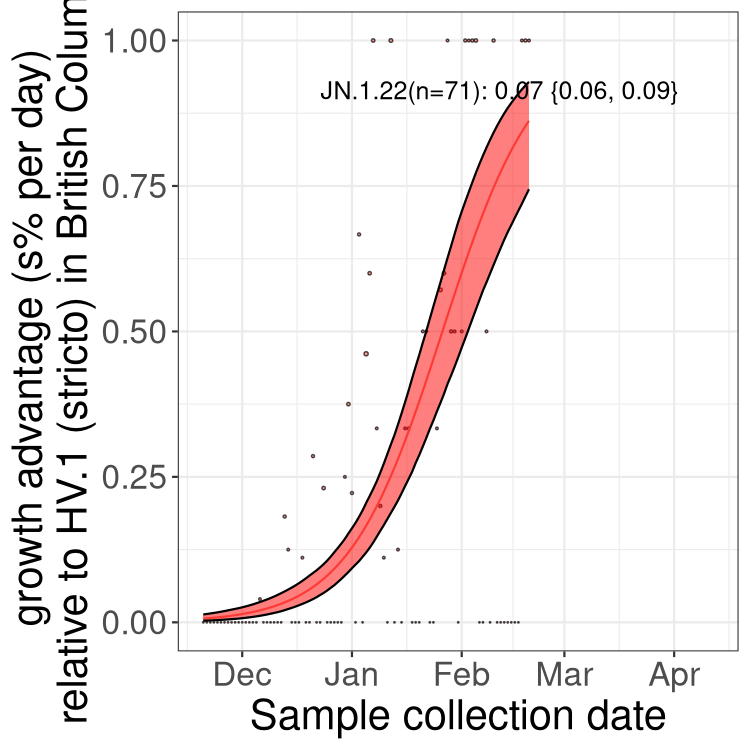 growth advantage (s% per day)
relative to HV.1 (stricto) in British Colum
1.00
0.75
0.50
0.25
0.00
JN.1.22(n=71): 0.07 {0.06, 0.09}
Dec Jan Feb Mar Apr
Sample collection date